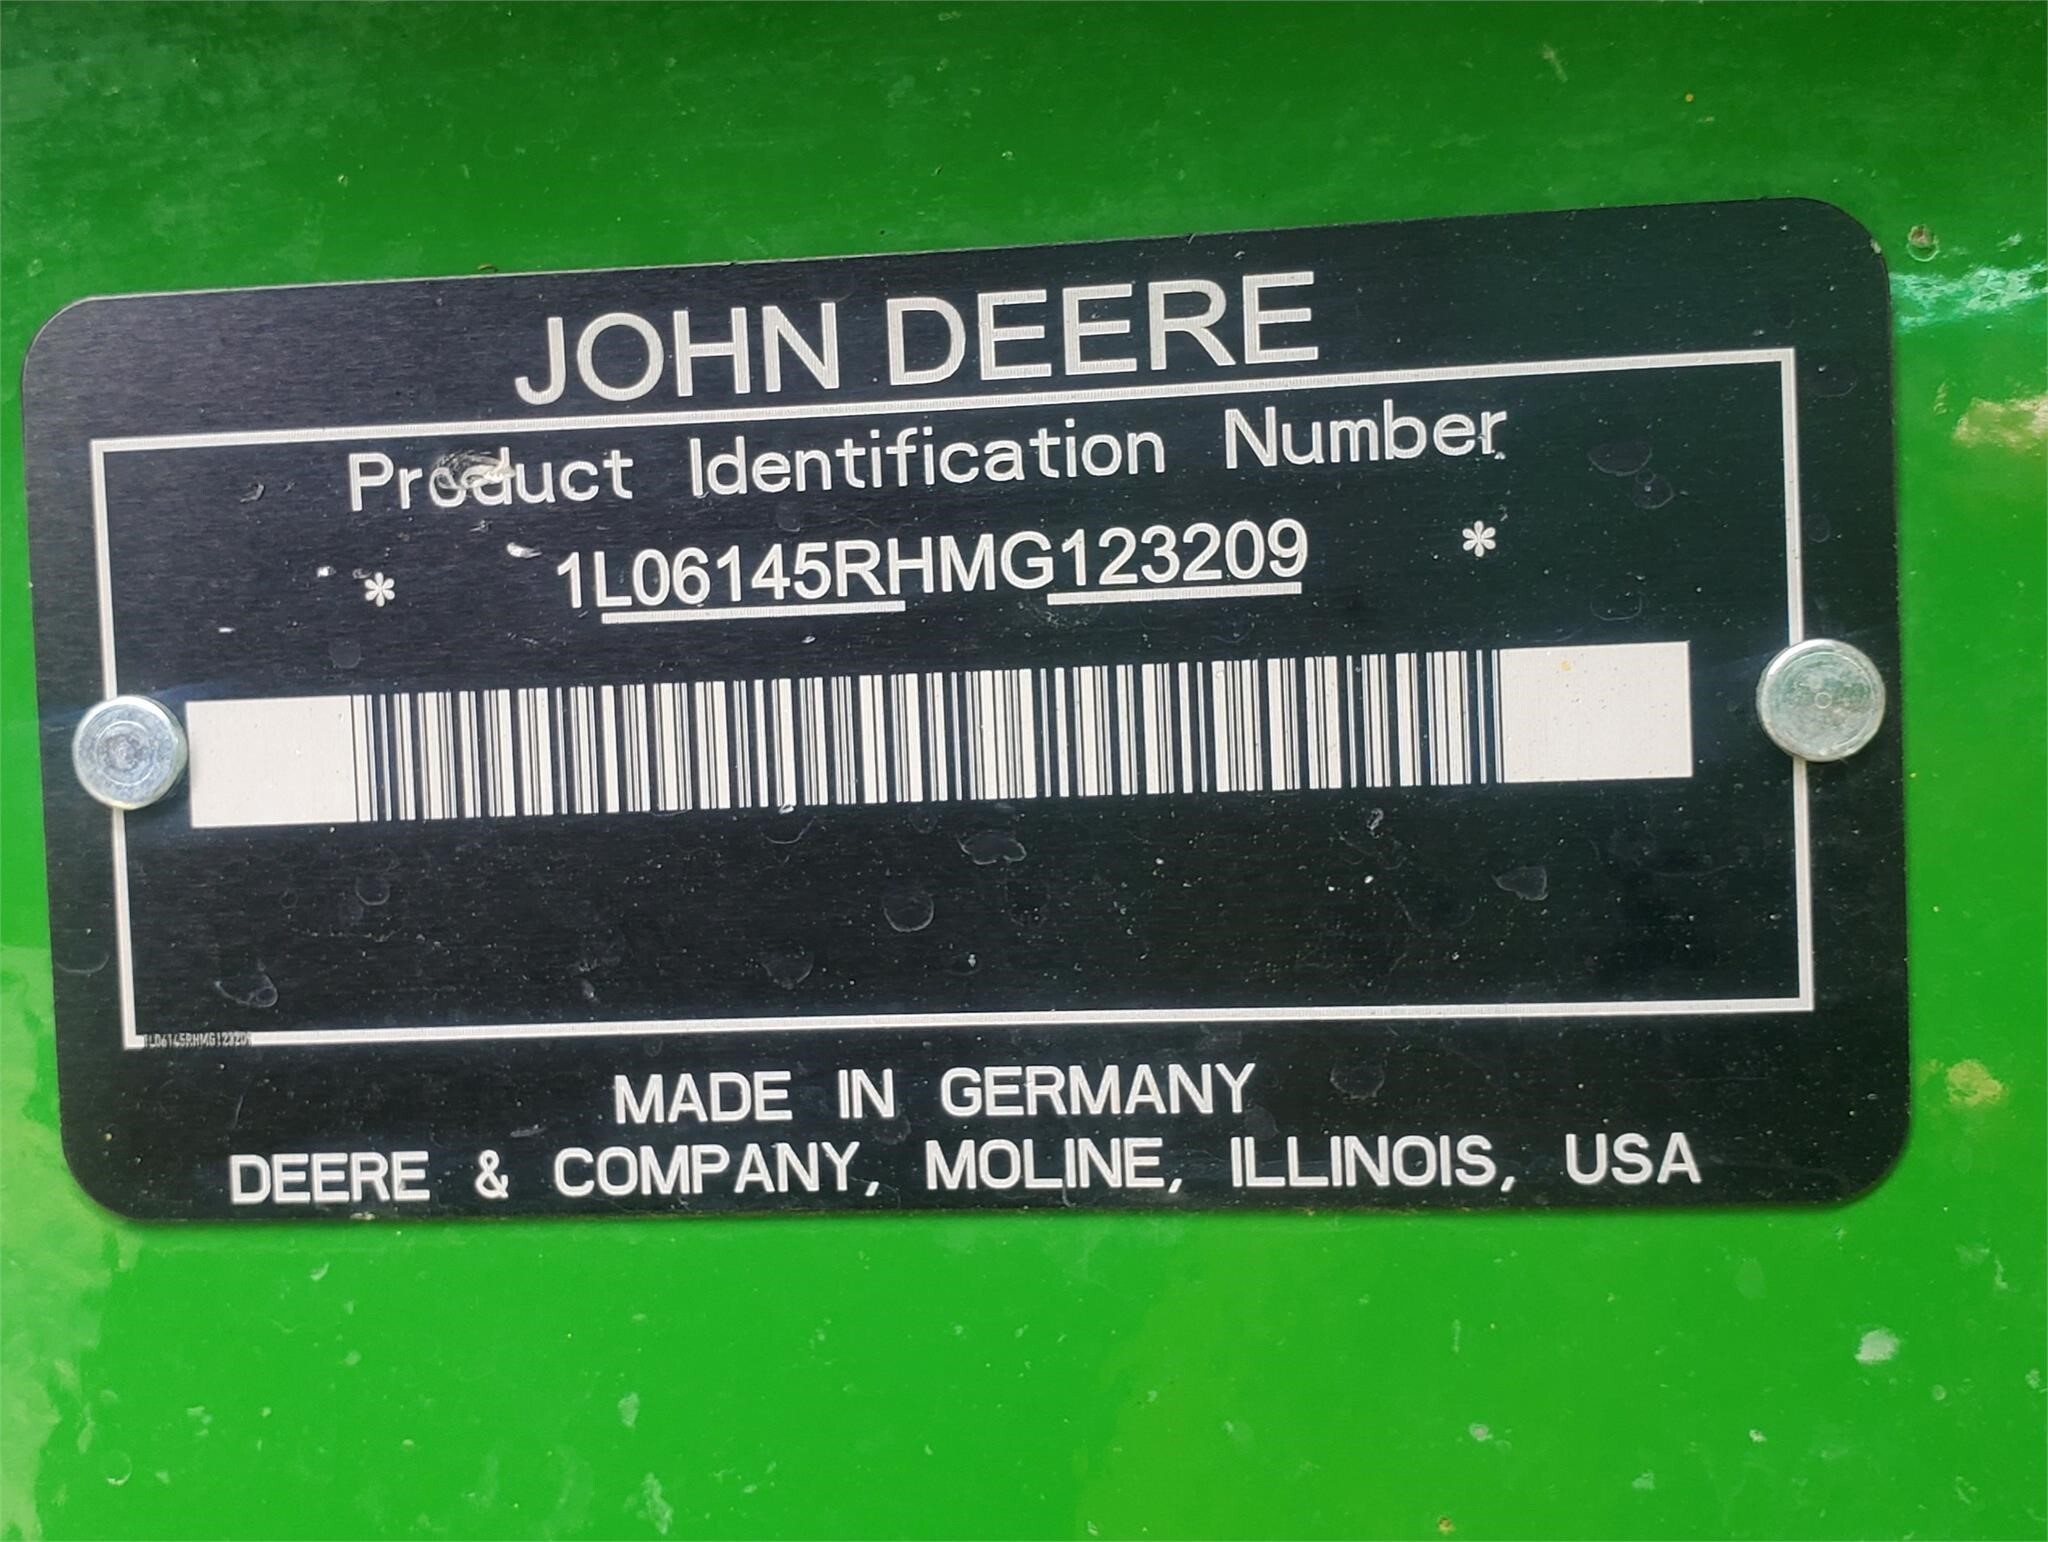 JOHN DEERE
Product Identification Number
* 1L06145RHMG123209 *
1L06145RHMG123209
MADE IN GERMANY
DEERE & COMPANY, MOLINE, ILLINOIS, USA